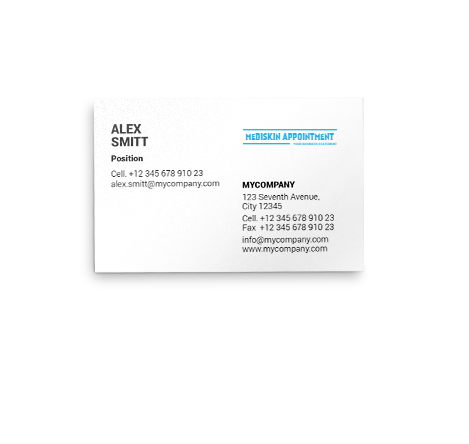 ALEX
SMITT
Position
Cell. +12 345 678 910 23
alex.smitt@mycompany.com
MEDISKIN APPOINTMENT
MYCOMPANY
123 Seventh Avenue,
City 12345
Cell. +12 345 678 910 23
Fax +12 345 678 910 23
info@mycompany.com
www.mycompany.com